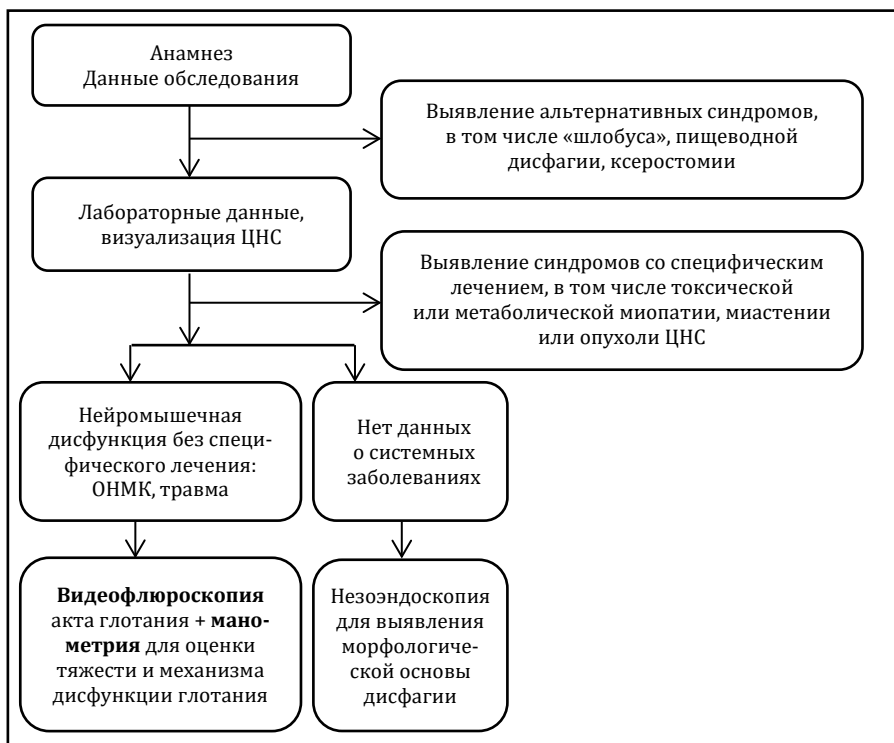 Анамнез
Данные обследования
Выявление альтернативных синдромов,
в том числе «шлобуса», пищеводной
дисфагии, ксеростомии
Лабораторные данные,
визуализация ЦНС
Выявление синдромов со специфическим
лечением, в том числе токсической
или метаболической миопатии, миастении
или опухоли ЦНС
Нейромышечная
дисфункция без специ-
фического лечения:
ОНМК, травма
Нет данных
о системных
заболеваниях
Видеофлюроскопия
акта глотания + мано-
метрия для оценки
тяжести и механизма
дисфункции глотания
Незоэндоскопия
для выявления
морфологиче-
ской основы
дисфагии